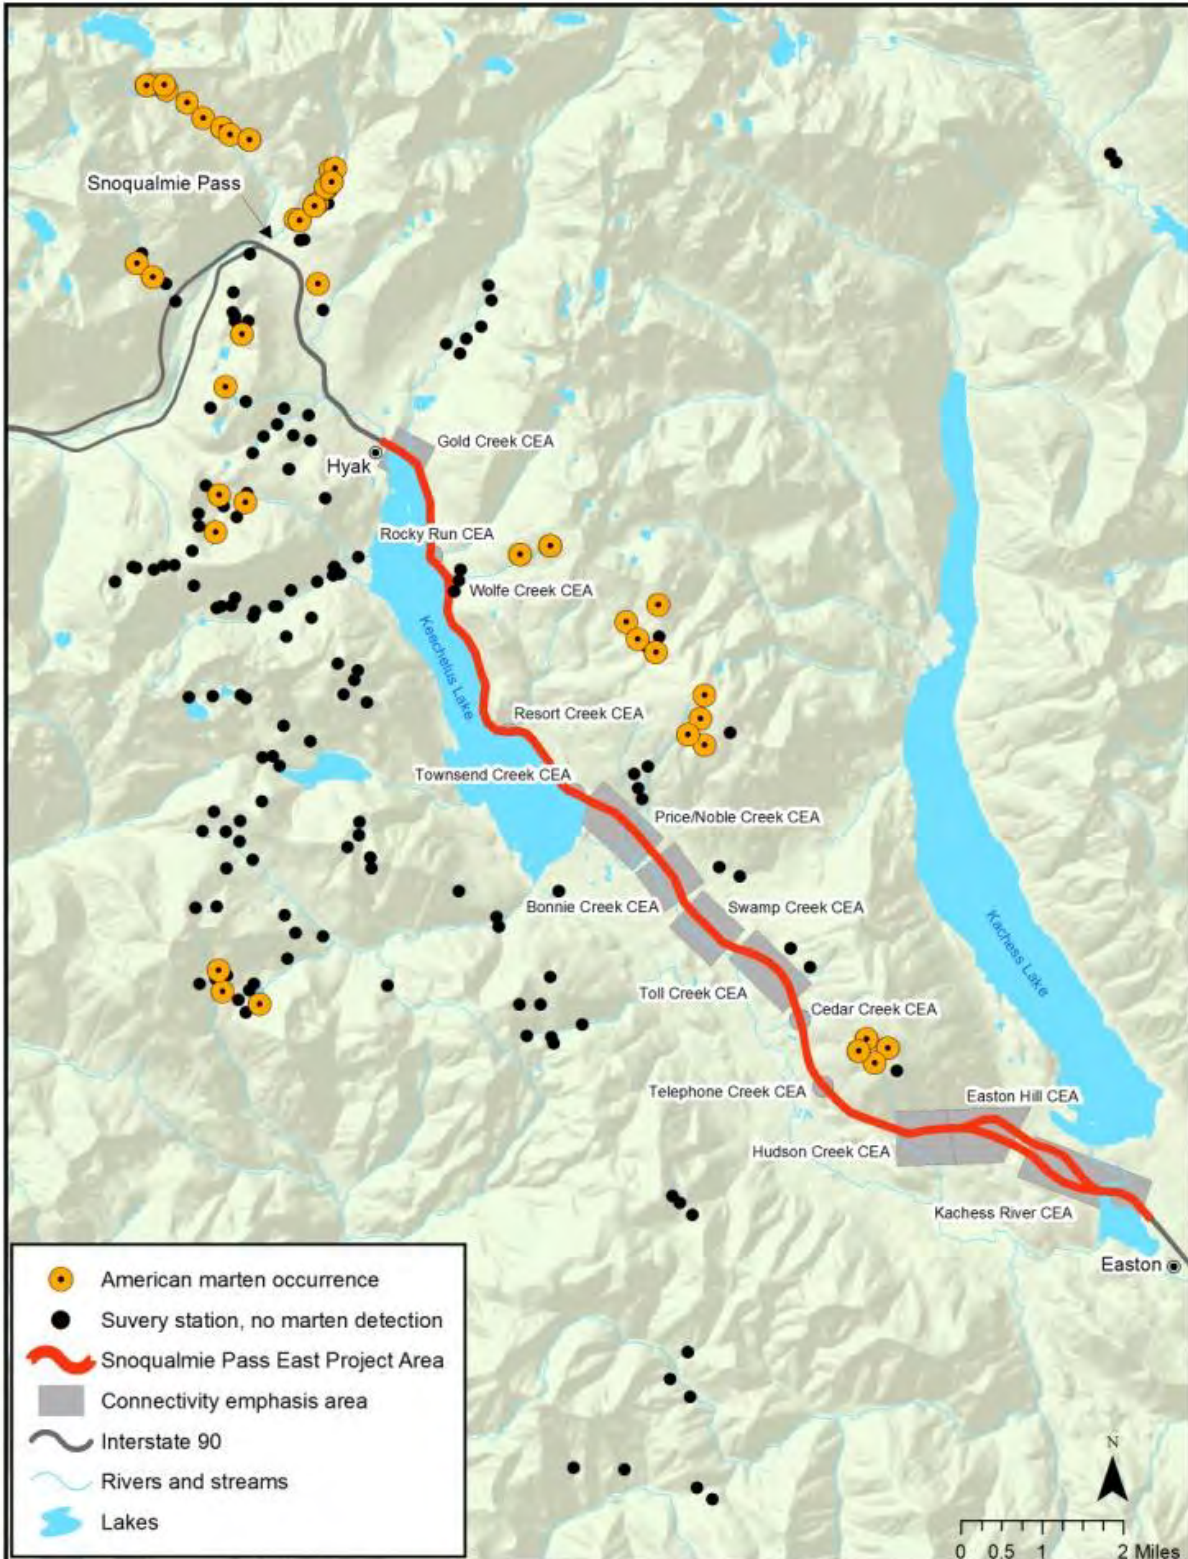 Snoqualmie Pass
Gold Creek CEA
Hyak
Rocky Run CEA
Wolfe Creek CEA
Keechelus Lake
Resort Creek CEA
Townsend Creek CEA
Price/Noble Creek CEA
Bonnie Creek CEA
Swamp Creek CEA
Kachess Lake
Toll Creek CEA
Cedar Creek CEA
Telephone Creek CEA
Easton Hill CEA
Hudson Creek CEA
Kachess River CEA
Easton
American marten occurrence
Suvery station, no marten detection
Snoqualmie Pass East Project Area
Connectivity emphasis area
Interstate 90
Rivers and streams
Lakes
N
0 0.5 1 2 Miles